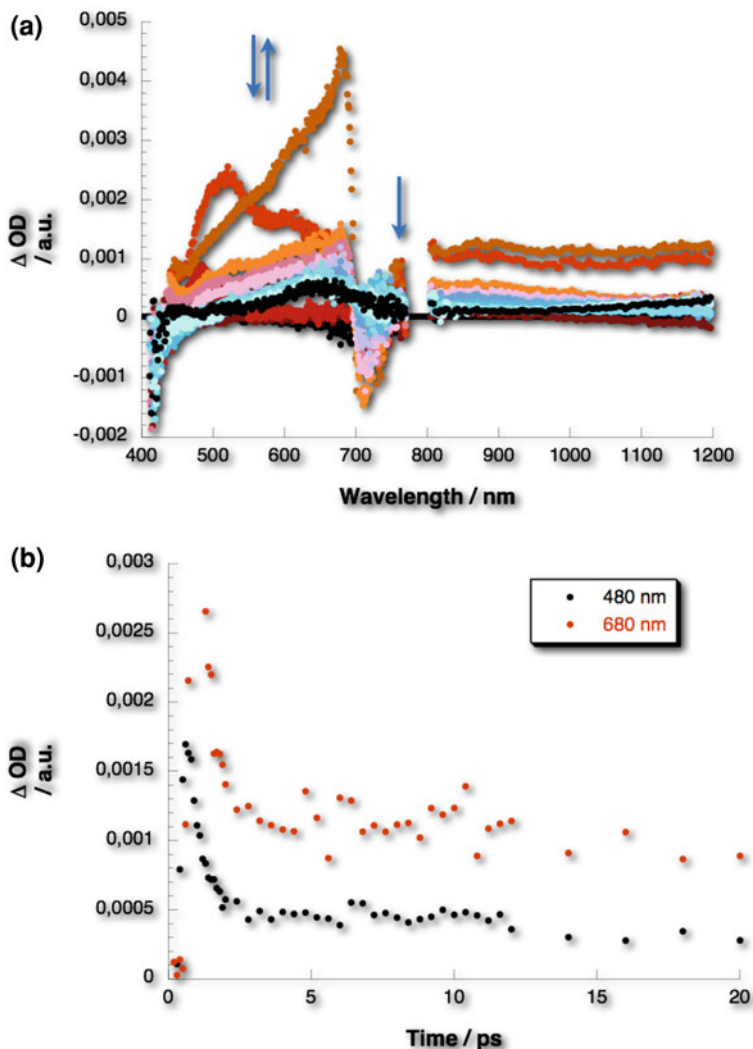 (a)
Δ OD / a.u.
0,005
0,004
0,003
0,002
0,001
0
-0,001
-0,002
400 500 600 700 800 900 1000 1100 1200
Wavelength / nm
(b)
Δ OD / a.u.
0,003
0,0025
0,002
0,0015
0,001
0,0005
0
480 nm
680 nm
0 5 10 15 20
Time / ps